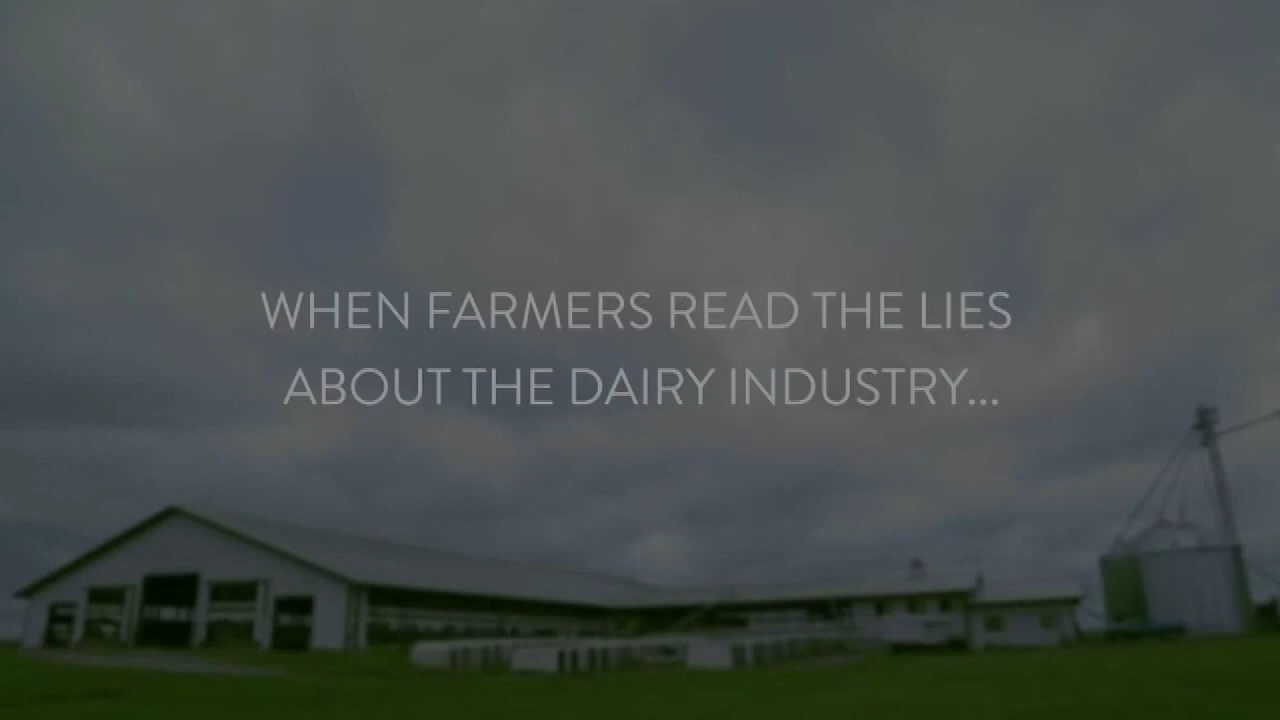 WHEN FARMERS READ THE LIES
ABOUT THE DAIRY INDUSTRY...